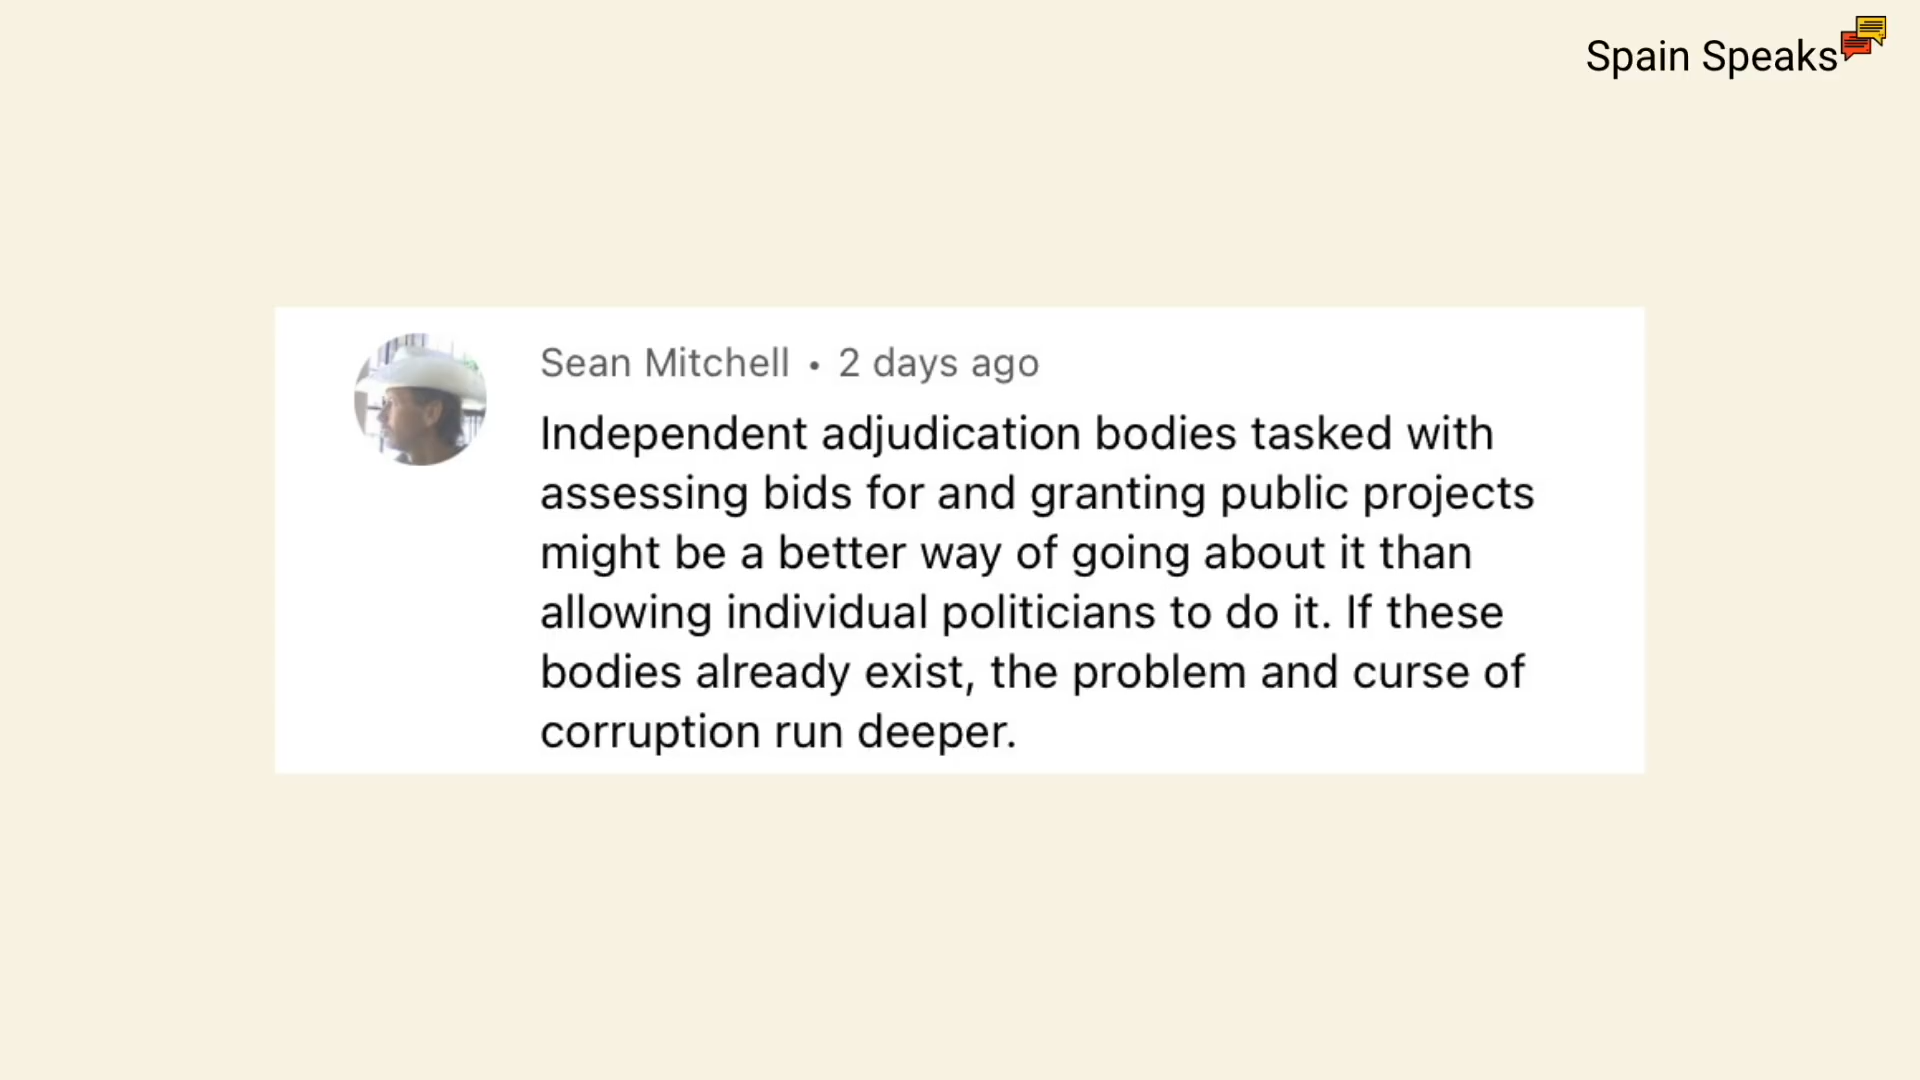 Spain Speaks
Sean Mitchell • 2 days ago
Independent adjudication bodies tasked with
assessing bids for and granting public projects
might be a better way of going about it than
allowing individual politicians to do it. If these
bodies already exist, the problem and curse of
corruption run deeper.